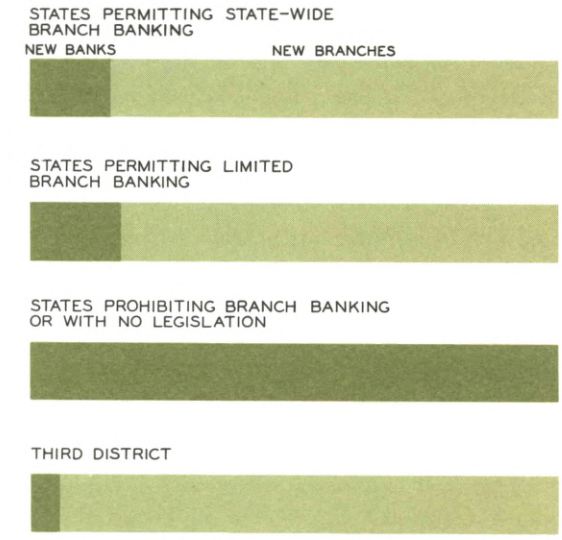 STATES PERMITTING STATE-WIDE
BRANCH BANKING
NEW BANKS NEW BRANCHES
STATES PERMITTING LIMITED
BRANCH BANKING
STATES PROHIBITING BRANCH BANKING
OR WITH NO LEGISLATION
THIRD DISTRICT